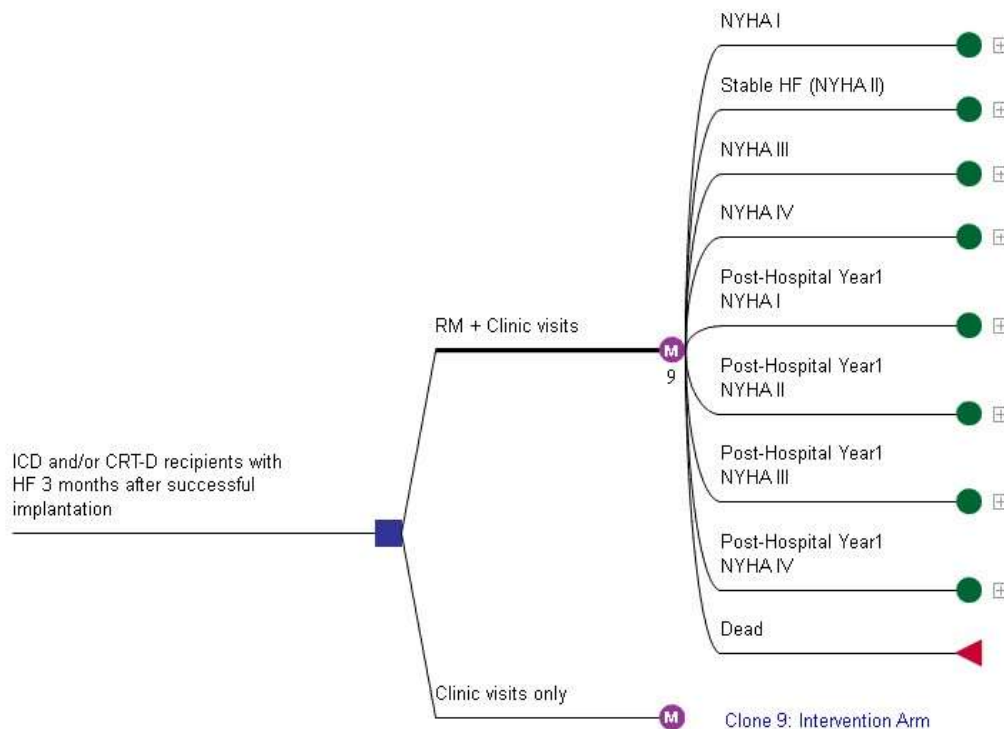 NYHA I
Stable HF (NYHA II)
NYHA III
NYHA IV
Post-Hospital Year1
NYHA I
RM + Clinic visits
M
9
Post-Hospital Year1
NYHA II
ICD and/or CRT-D recipients with
HF 3 months after successful
implantation
Post-Hospital Year1
NYHA III
Post-Hospital Year1
NYHA IV
Dead
Clinic visits only
M
Clone 9: Intervention Arm